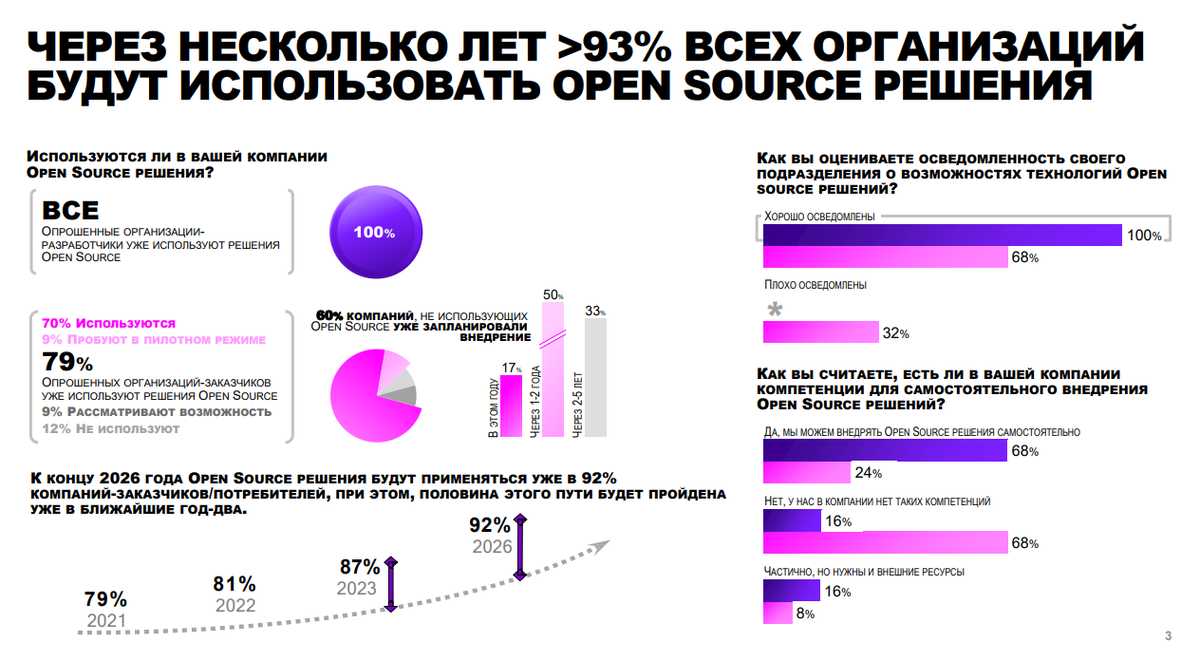 ЧЕРЕЗ НЕСКОЛЬКО ЛЕТ >93% ВСЕХ ОРГАНИЗАЦИЙ
БУДУТ ИСПОЛЬЗОВАТЬ OPEN SOURCE РЕШЕНИЯ
Используются ли в вашей компании
Open Source решения?
ВСЕ
Опрошенные организации-
разработчики уже используют решения
Open Source
100%
70% Используются
9% Пробуют в пилотном режиме
79%
Опрошенных организаций-заказчиков
уже используют решения Open Source
9% Рассматривают возможность
12% Не используют
60% компаний, не использующих
Open Source уже запланировали
внедрение
17%
В этом году
50%
Через 1-2 года
33%
Через 2-5 лет
К концу 2026 года Open Source решения будут применяться уже в 92%
компаний-заказчиков/потребителей, при этом, половина этого пути будет пройдена
уже в ближайшие год-два.
79%
2021
81%
2022
87%
2023
92%
2026
Как вы оцениваете осведомленность своего
подразделения о возможностях технологий Open
source решений?
Хорошо осведомлены
100%
68%
Плохо осведомлены
*
32%
Как вы считаете, есть ли в вашей компании
компетенции для самостоятельного внедрения
Open Source решений?
Да, мы можем внедрять Open Source решения самостоятельно
68%
24%
Нет, у нас в компании нет таких компетенций
16%
68%
Частично, но нужны и внешние ресурсы
16%
8%
3